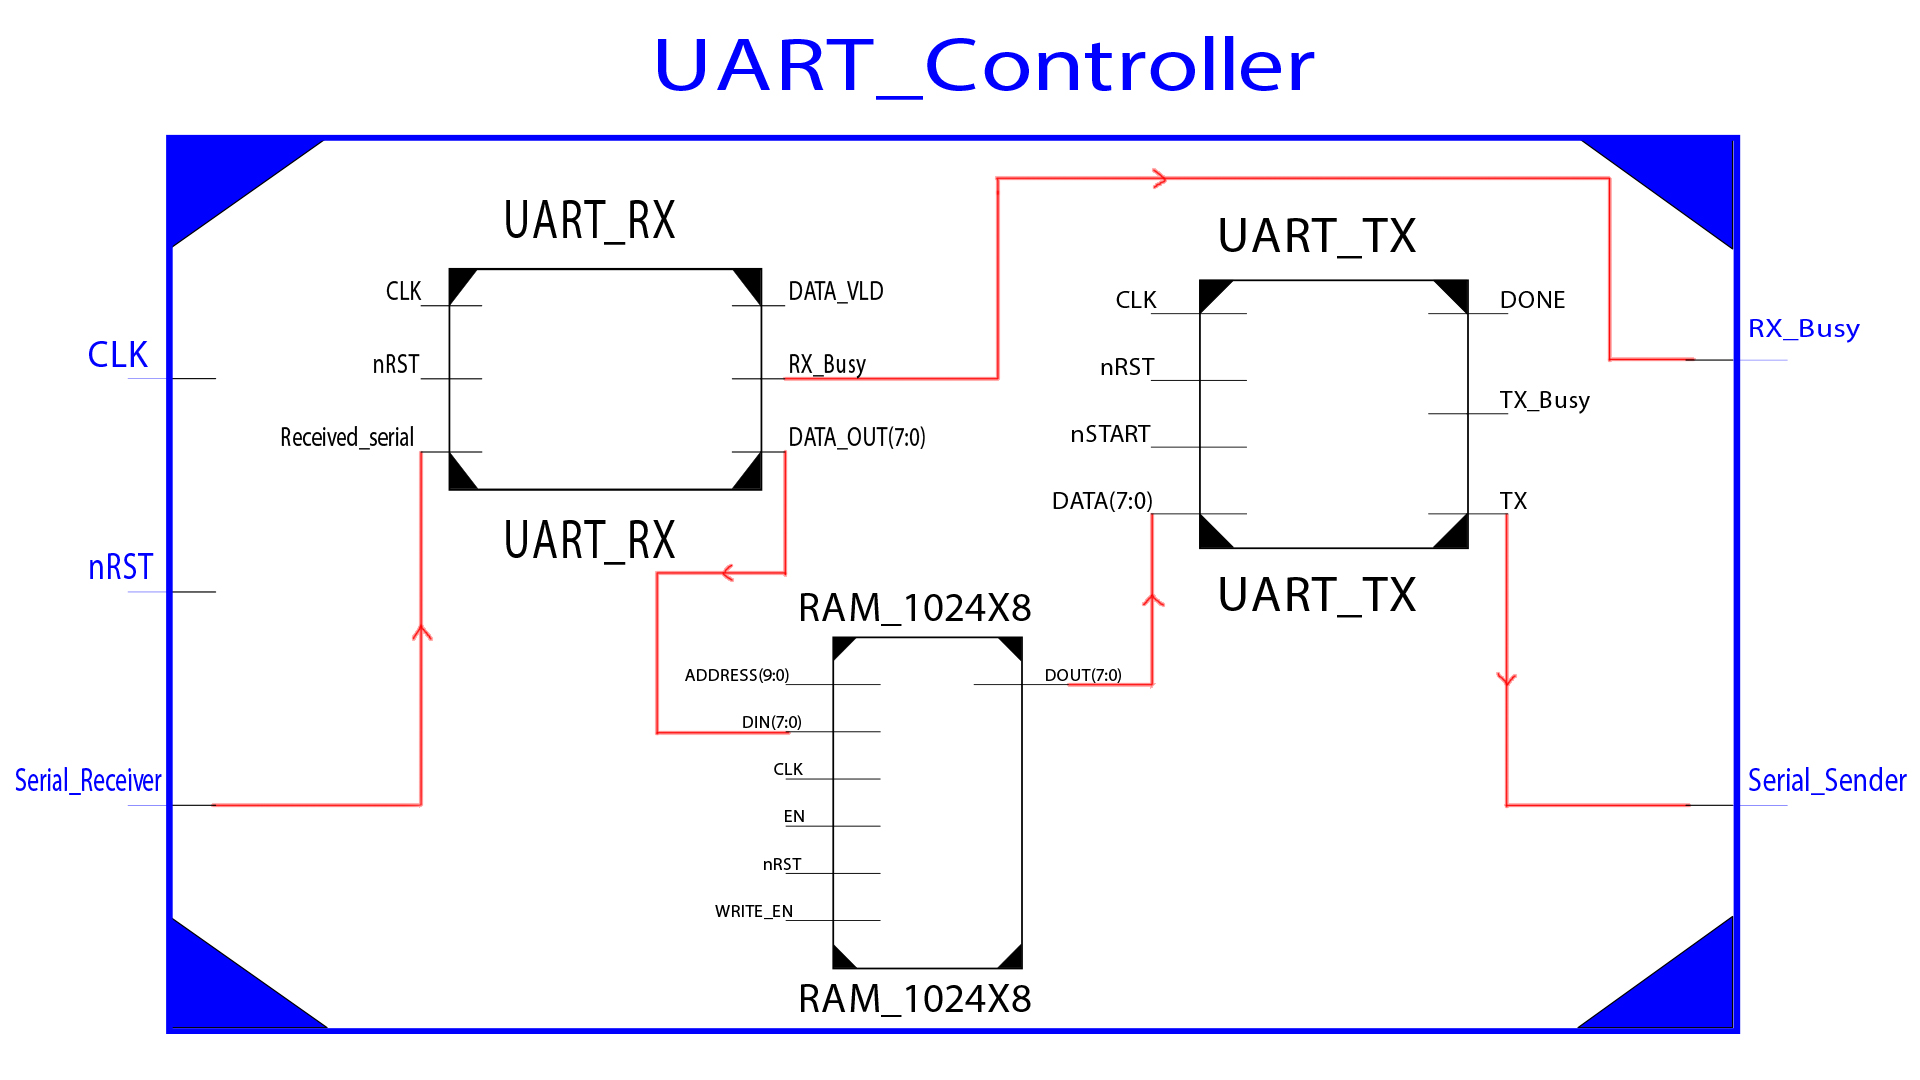 UART_Controller
UART_RX
CLK
nRST
Received_serial
DATA_VLD
RX_Busy
DATA_OUT(7:0)
UART_RX
UART_TX
CLK
nRST
nSTART
DATA(7:0)
DONE
TX_Busy
TX
UART_TX
RAM_1024X8
ADDRESS(9:0)
DIN(7:0)
CLK
EN
nRST
WRITE_EN
DOUT(7:0)
RAM_1024X8
CLK
nRST
Serial_Receiver
RX_Busy
Serial_Sender